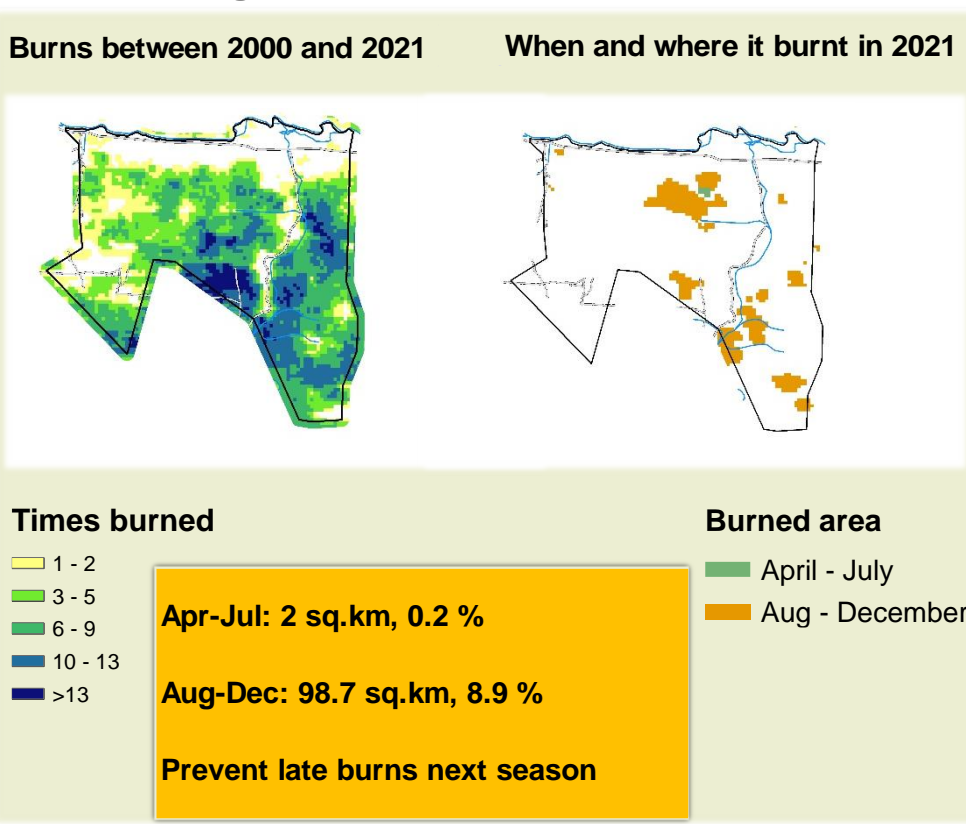 Burns between 2000 and 2021
When and where it burnt in 2021
Times burned
1 - 2
3 - 5
6 - 9
10 - 13
>13
Apr-Jul: 2 sq.km, 0.2 %
Aug-Dec: 98.7 sq.km, 8.9 %
Prevent late burns next season
Burned area
April - July
Aug - December